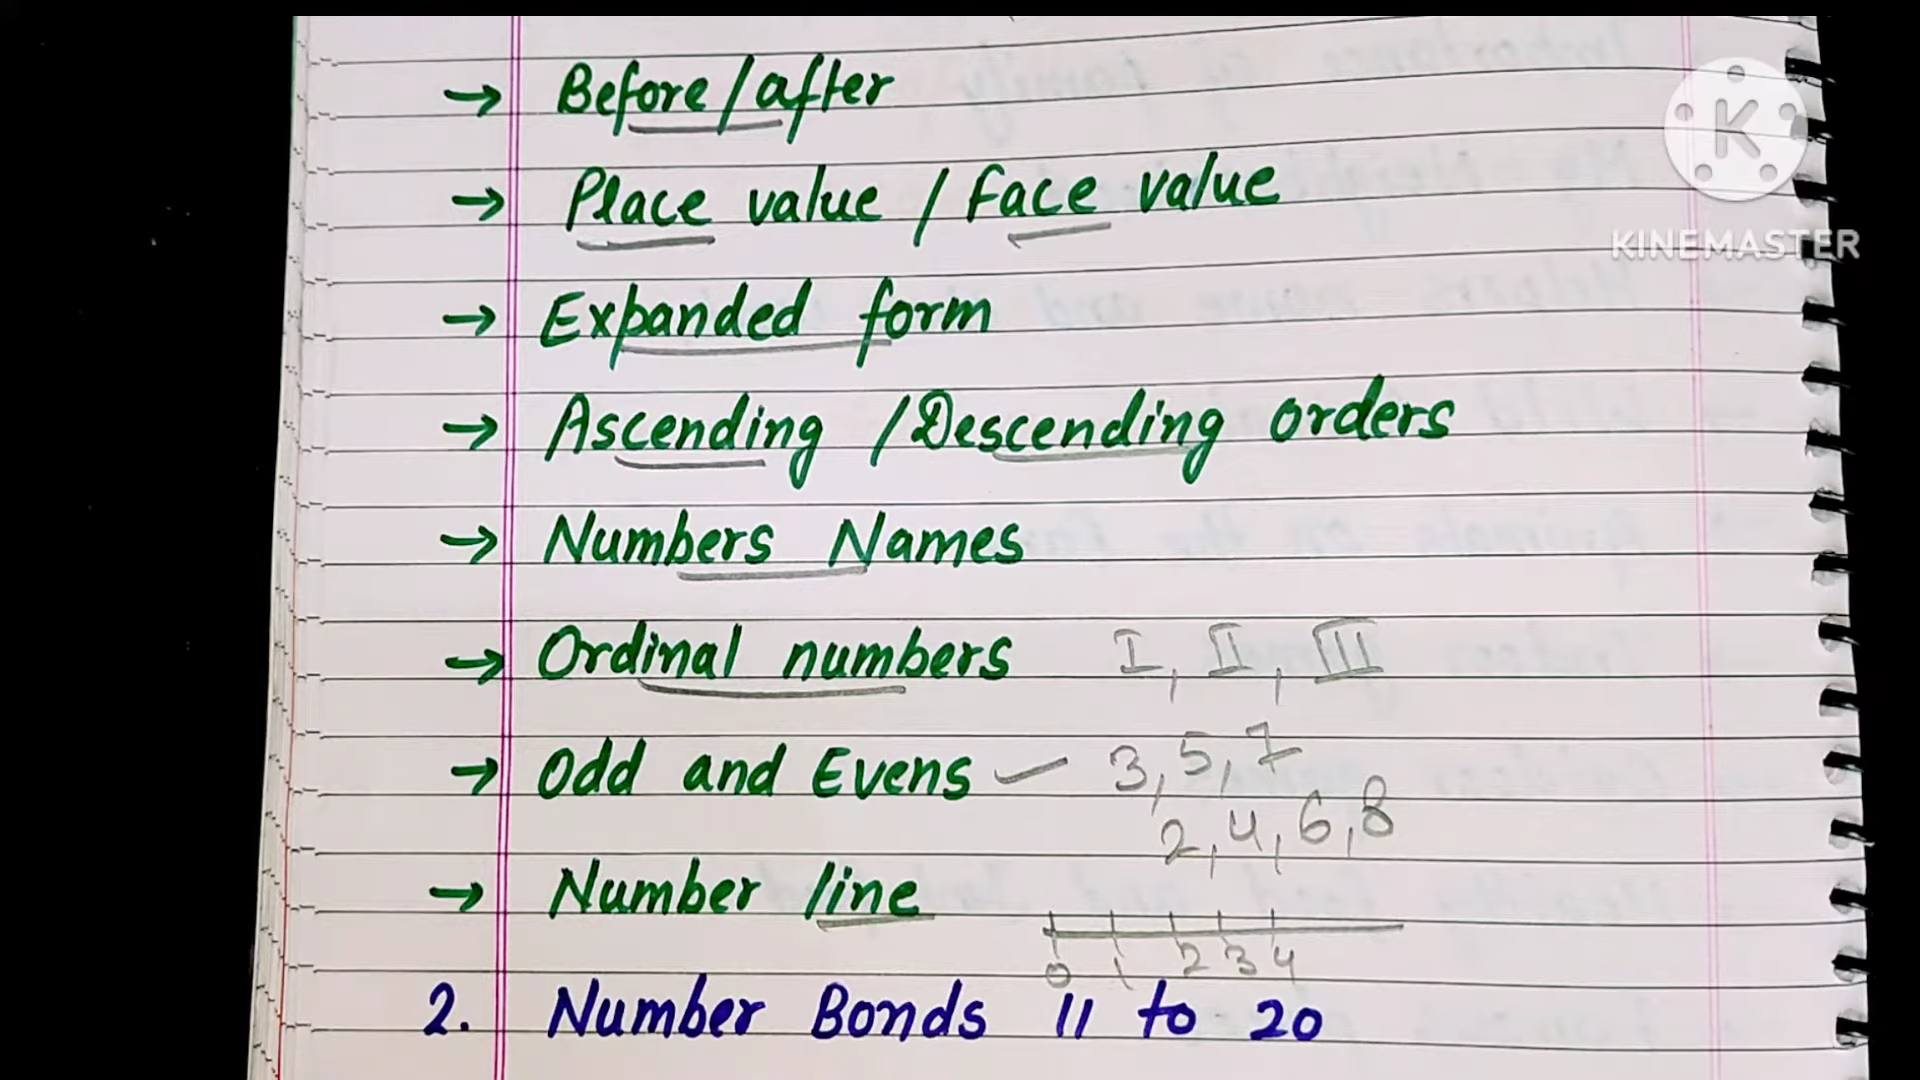 → Before/after
→ Place value / Face value
→ Expanded form
→ Ascending /Descending orders
→ Numbers Names
→ Ordinal numbers I, II, III
→ Odd and Evens — 3, 5, 7
2, 4, 6, 8
→ Number line
0 1 2 3 4
2. Number Bonds 11 to 20
K
KINEMASTER